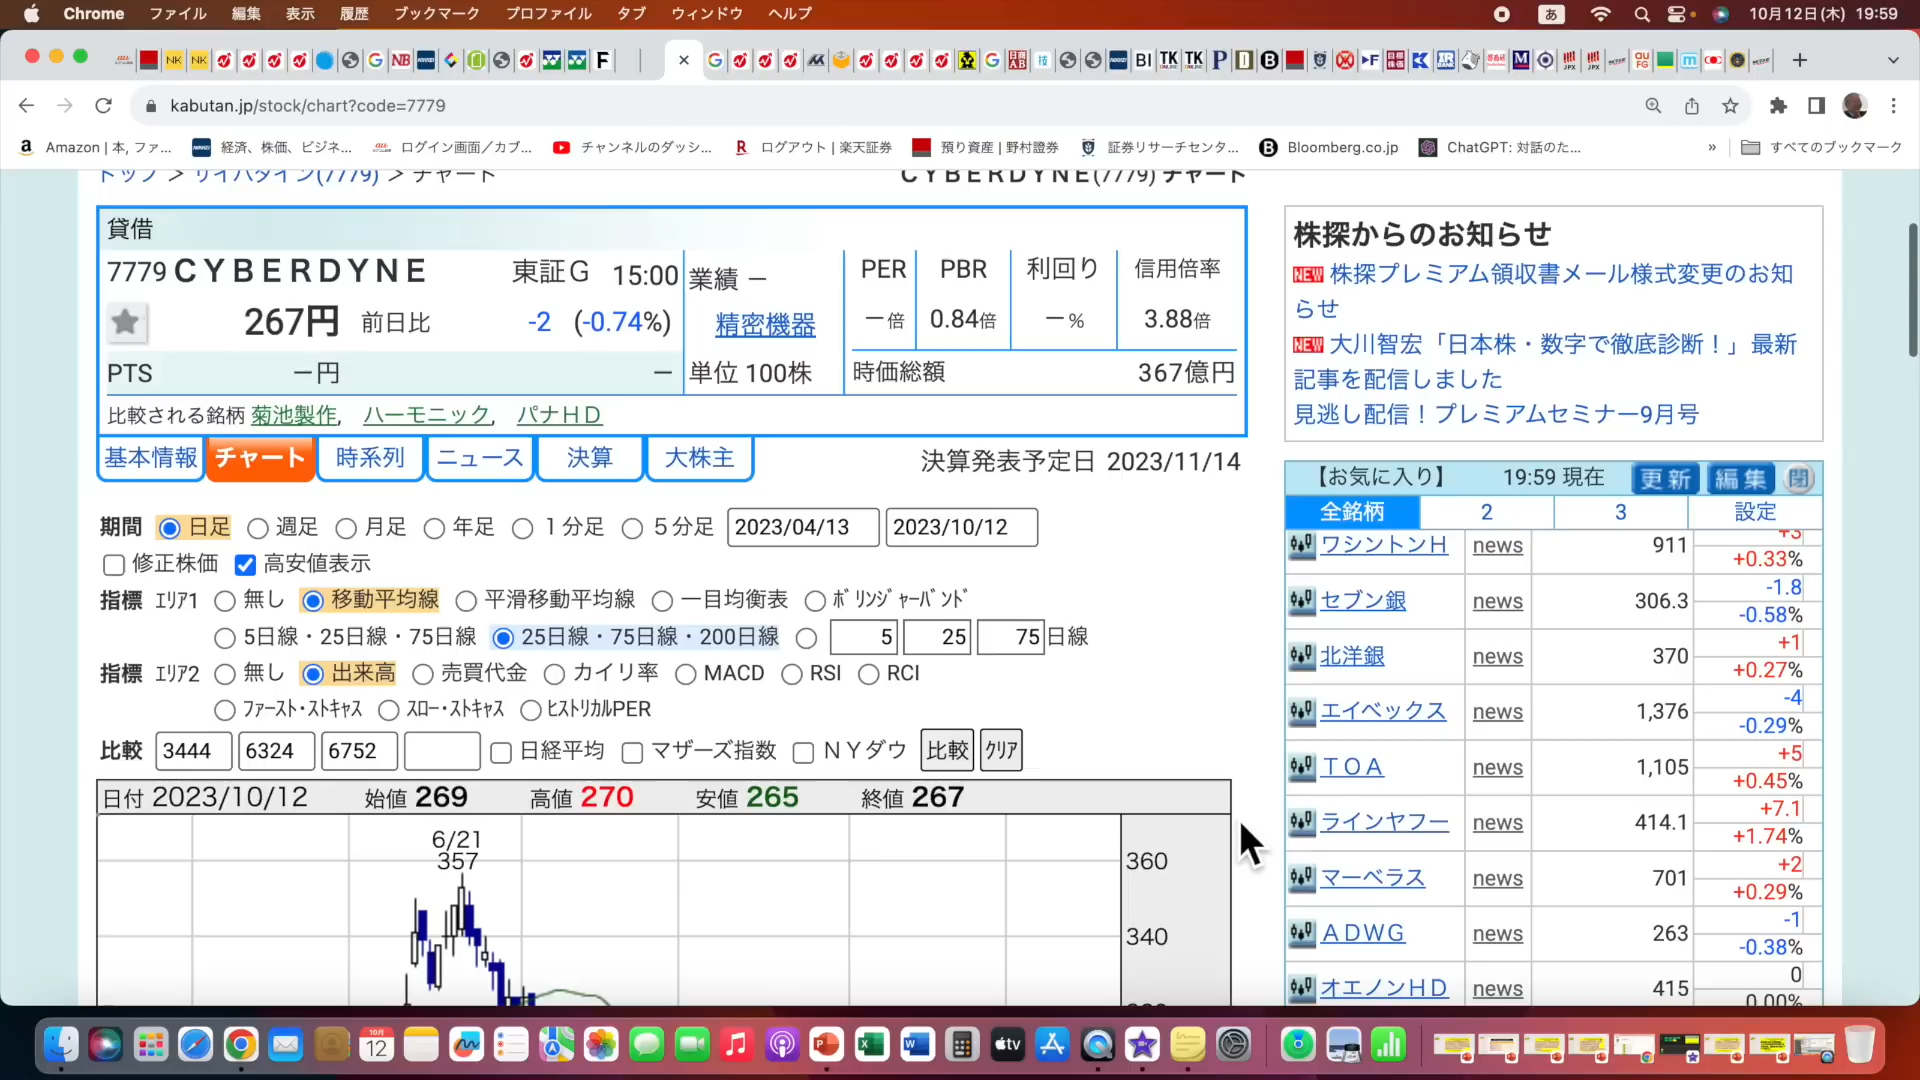 Chrome ファイル 編集 表示 履歴 ブックマーク プロファイル タブ ウィンドウ ヘルプ あ 10月12日(木) 19:59
kabutan.jp/stock/chart?code=7779
Amazon | 本, ファ... 経済、株価、ビジネ... ログイン画面／カブ... チャンネルのダッシ... ログアウト | 楽天証券 預り資産 | 野村證券 証券リサーチセンタ... Bloomberg.co.jp ChatGPT: 対話のた... » すべてのブックマーク
トップ > サイバダイン(7779) > チャート ＣＹＢＥＲＤＹＮＥ(7779) チャート
貸借
7779 ＣＹＢＥＲＤＹＮＥ 東証Ｇ 15:00
267円 前日比 -2 (-0.74%)
PTS －円 －
業績 －
精密機器
単位 100株
PER PBR 利回り 信用倍率
－倍 0.84倍 －% 3.88倍
時価総額 367億円
比較される銘柄 菊池製作, ハーモニック, パナＨＤ
基本情報 チャート 時系列 ニュース 決算 大株主 決算発表予定日 2023/11/14
期間 日足 週足 月足 年足 １分足 ５分足 2023/04/13 2023/10/12
修正株価 高安値表示
指標 ｴﾘｱ1 無し 移動平均線 平滑移動平均線 一目均衡表 ﾎﾞﾘﾝｼﾞｬｰﾊﾞﾝﾄﾞ
5日線・25日線・75日線 25日線・75日線・200日線 5 25 75 日線
指標 ｴﾘｱ2 無し 出来高 売買代金 カイリ率 MACD RSI RCI
ﾌｧｰｽﾄ・ｽﾄｷｬｽ ｽﾛｰ・ｽﾄｷｬｽ ﾋｽﾄﾘｶﾙPER
比較 3444 6324 6752 日経平均 マザーズ指数 ＮＹダウ 比較 ｸﾘｱ
日付 2023/10/12 始値 269 高値 270 安値 265 終値 267
6/21
357
360
340
株探からのお知らせ
NEW 株探プレミアム領収書メール様式変更のお知
らせ
NEW 大川智宏「日本株・数字で徹底診断！」最新
記事を配信しました
見逃し配信！プレミアムセミナー9月号
【お気に入り】 19:59 現在 更新 編集 閉
全銘柄 2 3 設定
ワシントンＨ news 911 +3
+0.33%
セブン銀 news 306.3 -1.8
-0.58%
北洋銀 news 370 +1
+0.27%
エイベックス news 1,376 -4
-0.29%
ＴＯＡ news 1,105 +5
+0.45%
ラインヤフー news 414.1 +7.1
+1.74%
マーベラス news 701 +2
+0.29%
ＡＤＷＧ news 263 -1
-0.38%
オエノンＨＤ news 415 0
0.00%
10月
12
tv